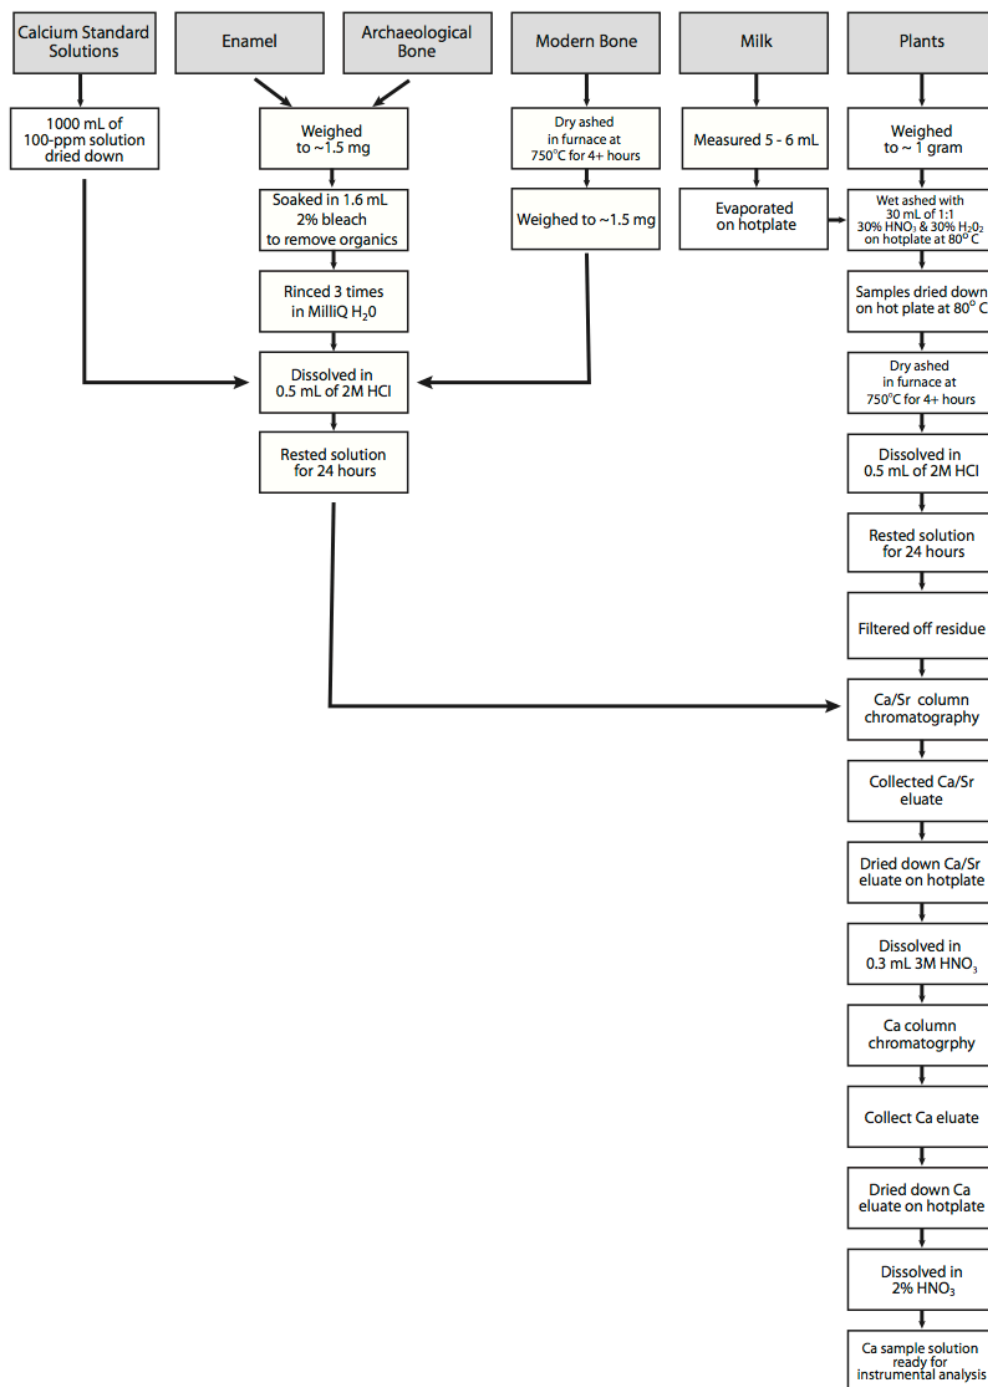 Calcium Standard
Solutions
Enamel
Archaeological
Bone
Modern Bone
Milk
Plants
1000 mL of
100-ppm solution
dried down
Weighed
to ~1.5 mg
Dry ashed
in furnace at
750°C for 4+ hours
Measured 5 - 6 mL
Weighed
to ~ 1 gram
Soaked in 1.6 mL
2% bleach
to remove organics
Weighed to ~1.5 mg
Evaporated
on hotplate
Wet ashed with
30 mL of 1:1
30% HNO₃ & 30% H₂O₂
on hotplate at 80° C
Rinced 3 times
in MilliQ H₂0
Samples dried down
on hot plate at 80° C
Dissolved in
0.5 mL of 2M HCl
Dry ashed
in furnace at
750°C for 4+ hours
Rested solution
for 24 hours
Dissolved in
0.5 mL of 2M HCl
Rested solution
for 24 hours
Filtered off residue
Ca/Sr column
chromatography
Collected Ca/Sr
eluate
Dried down Ca/Sr
eluate on hotplate
Dissolved in
0.3 mL 3M HNO₃
Ca column
chromatogrphy
Collect Ca eluate
Dried down Ca
eluate on hotplate
Dissolved in
2% HNO₃
Ca sample solution
ready for
instrumental analysis